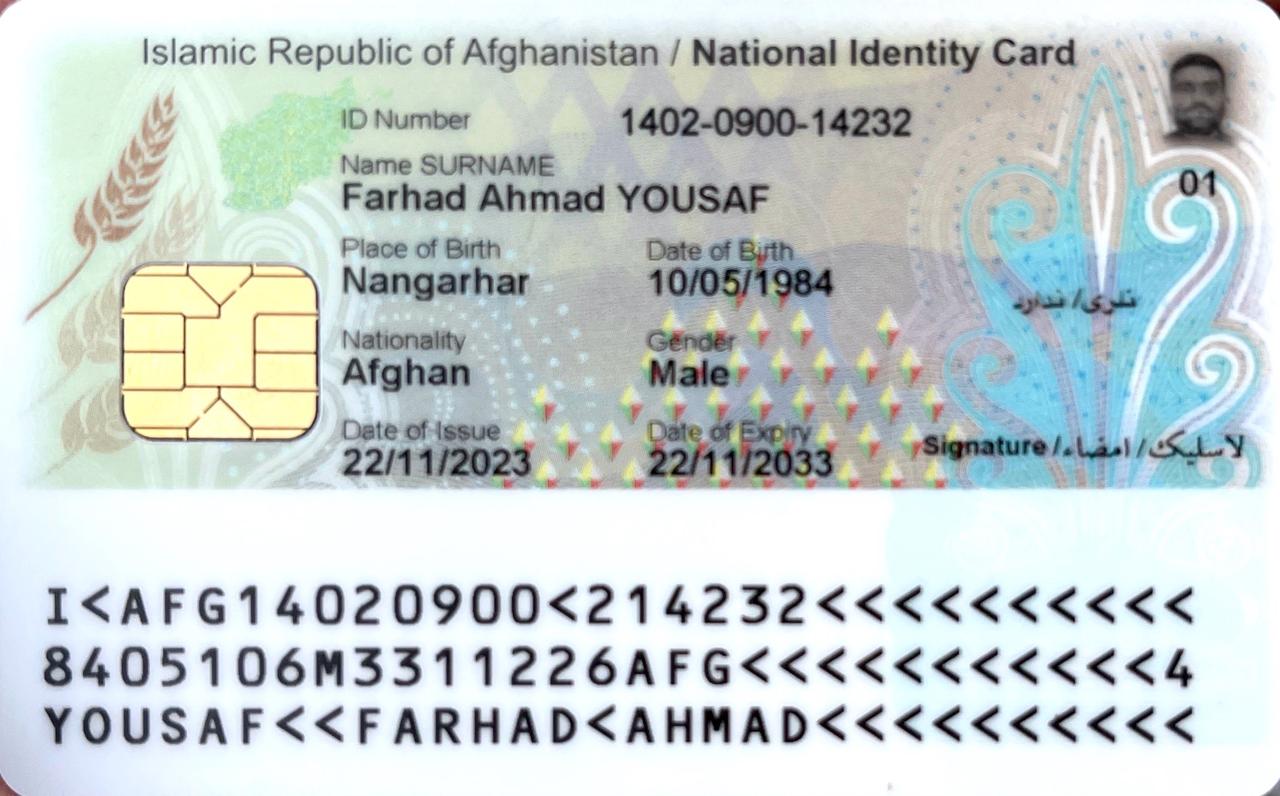 Islamic Republic of Afghanistan / National Identity Card
ID Number 1402-0900-14232
Name SURNAME
Farhad Ahmad YOUSAF
01
Place of Birth Date of Birth
Nangarhar 10/05/1984
نلري/ندارد
Nationality Gender
Afghan Male
Date of Issue Date of Expiry
22/11/2023 22/11/2033
Signature/امضاء/لاسلیک
I<AFG14020900<214232<<<<<<<<<<
8405106M3311226AFG<<<<<<<<<<<4
YOUSAF<<FARHAD<AHMAD<<<<<<<<<<